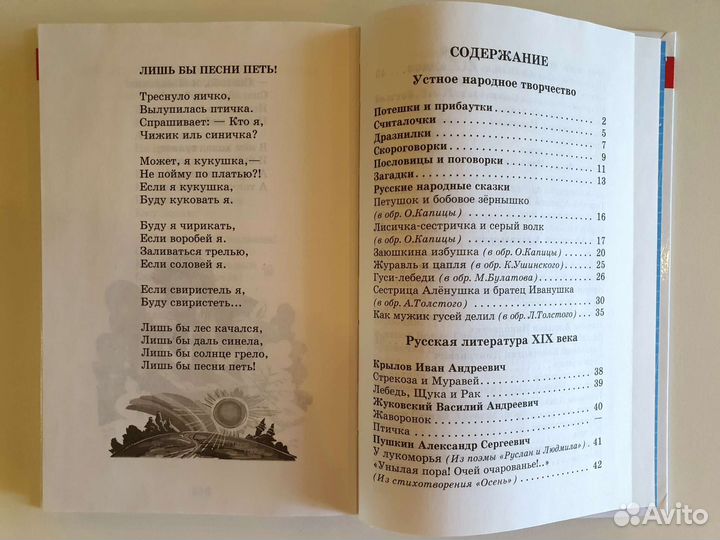 ЛИШЬ БЫ ПЕСНИ ПЕТЬ!
Треснуло яичко,
Вылупилась птичка.
Спрашивает: — Кто я,
Чижик иль синичка?
Может, я кукушка,—
Не пойму по платью?!
Если я кукушка,
Буду куковать я.
Буду я чирикать,
Если воробей я.
Заливаться трелью,
Если соловей я.
Если свиристель я,
Буду свиристеть...
Лишь бы лес качался,
Лишь бы даль синела,
Лишь бы солнце грело,
Лишь бы песни петь!
СОДЕРЖАНИЕ
Устное народное творчество
Потешки и прибаутки
Считалочки 2
Дразнилки 5
Скороговорки 7
Пословицы и поговорки 9
Загадки 11
Русские народные сказки 13
Петушок и бобовое зёрнышко
(в обр. О.Капицы) 16
Лисичка-сестричка и серый волк
(в обр. О.Капицы) 17
Заюшкина избушка (в обр. О.Капицы) 20
Журавль и цапля (в обр. К.Ушинского) 25
Гуси-лебеди (в обр. М.Булатова) 26
Сестрица Алёнушка и братец Иванушка
(в обр. А.Толстого) 30
Как мужик гусей делил (в обр. Л.Толстого) 35
Русская литература XIX века
Крылов Иван Андреевич
Стрекоза и Муравей 38
Лебедь, Щука и Рак 39
Жуковский Василий Андреевич
Жаворонок 40
Птичка —
Пушкин Александр Сергеевич
У лукоморья (Из поэмы «Руслан и Людмила») 41
«Унылая пора! Очей очарованье!..»
(Из стихотворения «Осень») 42
Avito